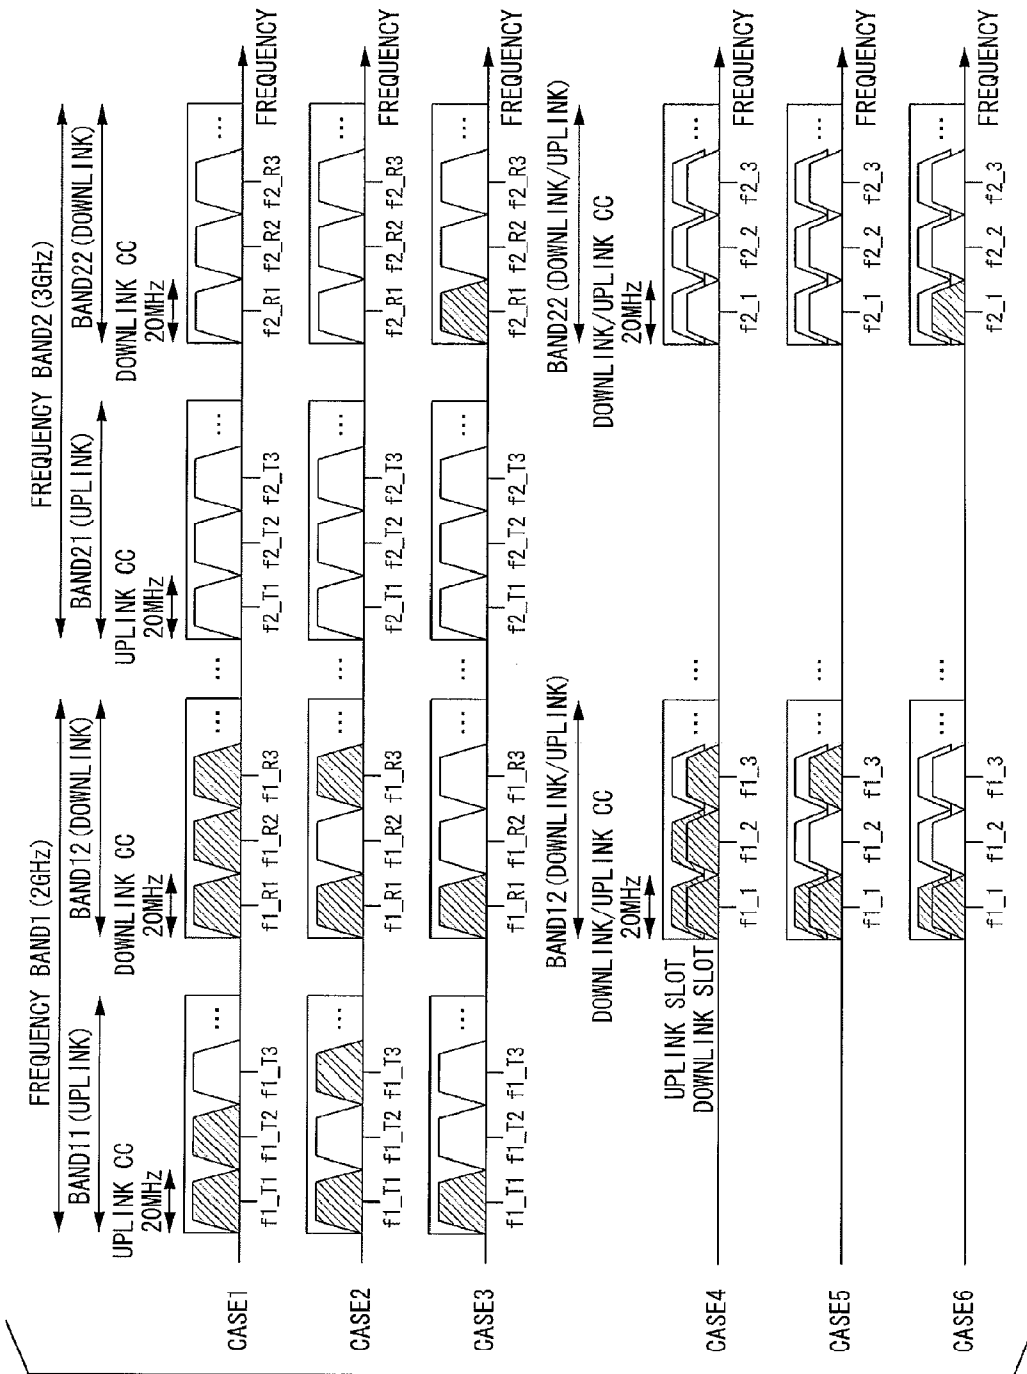 FREQUENCY BAND1 (2GHz)
FREQUENCY BAND2 (3GHz)
BAND11 (UPLINK)
BAND12 (DOWNLINK)
BAND21 (UPLINK)
BAND22 (DOWNLINK)
UPLINK CC
20MHz
DOWNLINK CC
20MHz
UPLINK CC
20MHz
DOWNLINK CC
20MHz
CASE1
... ... ... ... ...
f1_T1 f1_T2 f1_T3
f1_R1 f1_R2 f1_R3
f2_T1 f2_T2 f2_T3
f2_R1 f2_R2 f2_R3
FREQUENCY
CASE2
... ... ... ... ...
f1_T1 f1_T2 f1_T3
f1_R1 f1_R2 f1_R3
f2_T1 f2_T2 f2_T3
f2_R1 f2_R2 f2_R3
FREQUENCY
CASE3
... ... ... ... ...
f1_T1 f1_T2 f1_T3
f1_R1 f1_R2 f1_R3
f2_T1 f2_T2 f2_T3
f2_R1 f2_R2 f2_R3
FREQUENCY
BAND12 (DOWNLINK/UPLINK)
BAND22 (DOWNLINK/UPLINK)
DOWNLINK/UPLINK CC
20MHz
DOWNLINK/UPLINK CC
20MHz
UPLINK SLOT
DOWNLINK SLOT
CASE4
... ... ...
f1_1 f1_2 f1_3
f2_1 f2_2 f2_3
FREQUENCY
CASE5
... ... ...
f1_1 f1_2 f1_3
f2_1 f2_2 f2_3
FREQUENCY
CASE6
... ... ...
f1_1 f1_2 f1_3
f2_1 f2_2 f2_3
FREQUENCY